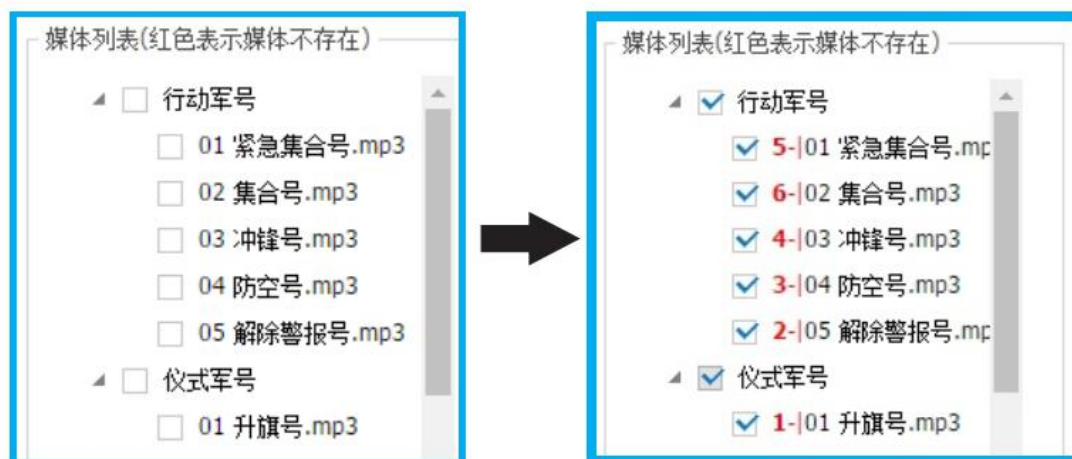 媒体列表(红色表示媒体不存在)
行动军号
01 紧急集合号.mp3
02 集合号.mp3
03 冲锋号.mp3
04 防空号.mp3
05 解除警报号.mp3
仪式军号
01 升旗号.mp3
媒体列表(红色表示媒体不存在)
行动军号
5-|01 紧急集合号.mp
6-|02 集合号.mp3
4-|03 冲锋号.mp3
3-|04 防空号.mp3
2-|05 解除警报号.mp
仪式军号
1-|01 升旗号.mp3